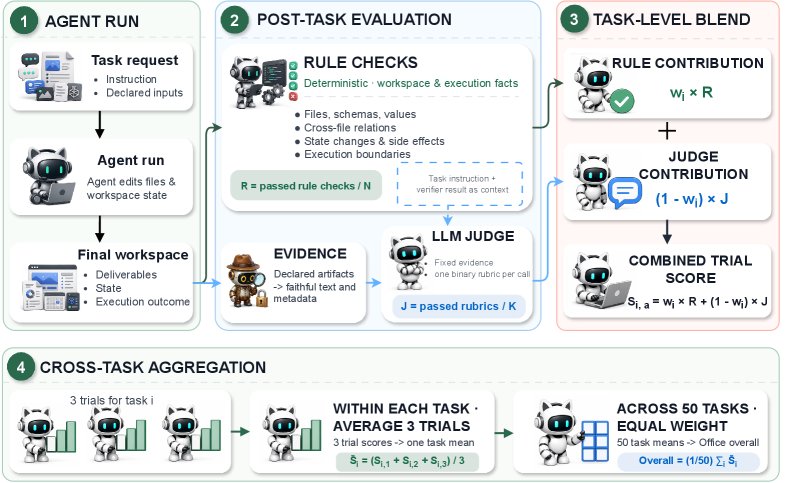 1 AGENT RUN
Task request
• Instruction
• Declared inputs
Agent run
Agent edits files &
workspace state
Final workspace
• Deliverables
• State
• Execution outcome
2 POST-TASK EVALUATION
RULE CHECKS
Deterministic · workspace & execution facts
• Files, schemas, values
• Cross-file relations
• State changes & side effects
• Execution boundaries
R = passed rule checks / N
Task instruction +
verifier result as context
EVIDENCE
Declared artifacts
-> faithful text and
metadata
LLM JUDGE
• Fixed evidence
• one binary rubric per call
J = passed rubrics / K
3 TASK-LEVEL BLEND
RULE CONTRIBUTION
wᵢ × R
+
JUDGE
CONTRIBUTION
(1 - wᵢ) × J
COMBINED TRIAL
SCORE
Sᵢ, ₐ = wᵢ × R + (1 - wᵢ) × J
4 CROSS-TASK AGGREGATION
3 trials for task i
WITHIN EACH TASK ·
AVERAGE 3 TRIALS
3 trial scores -> one task mean
S̄ᵢ = (Sᵢ,₁ + Sᵢ,₂ + Sᵢ,₃) / 3
ACROSS 50 TASKS ·
EQUAL WEIGHT
50 task means -> Office overall
Overall = (1/50) ∑ᵢ S̄ᵢ